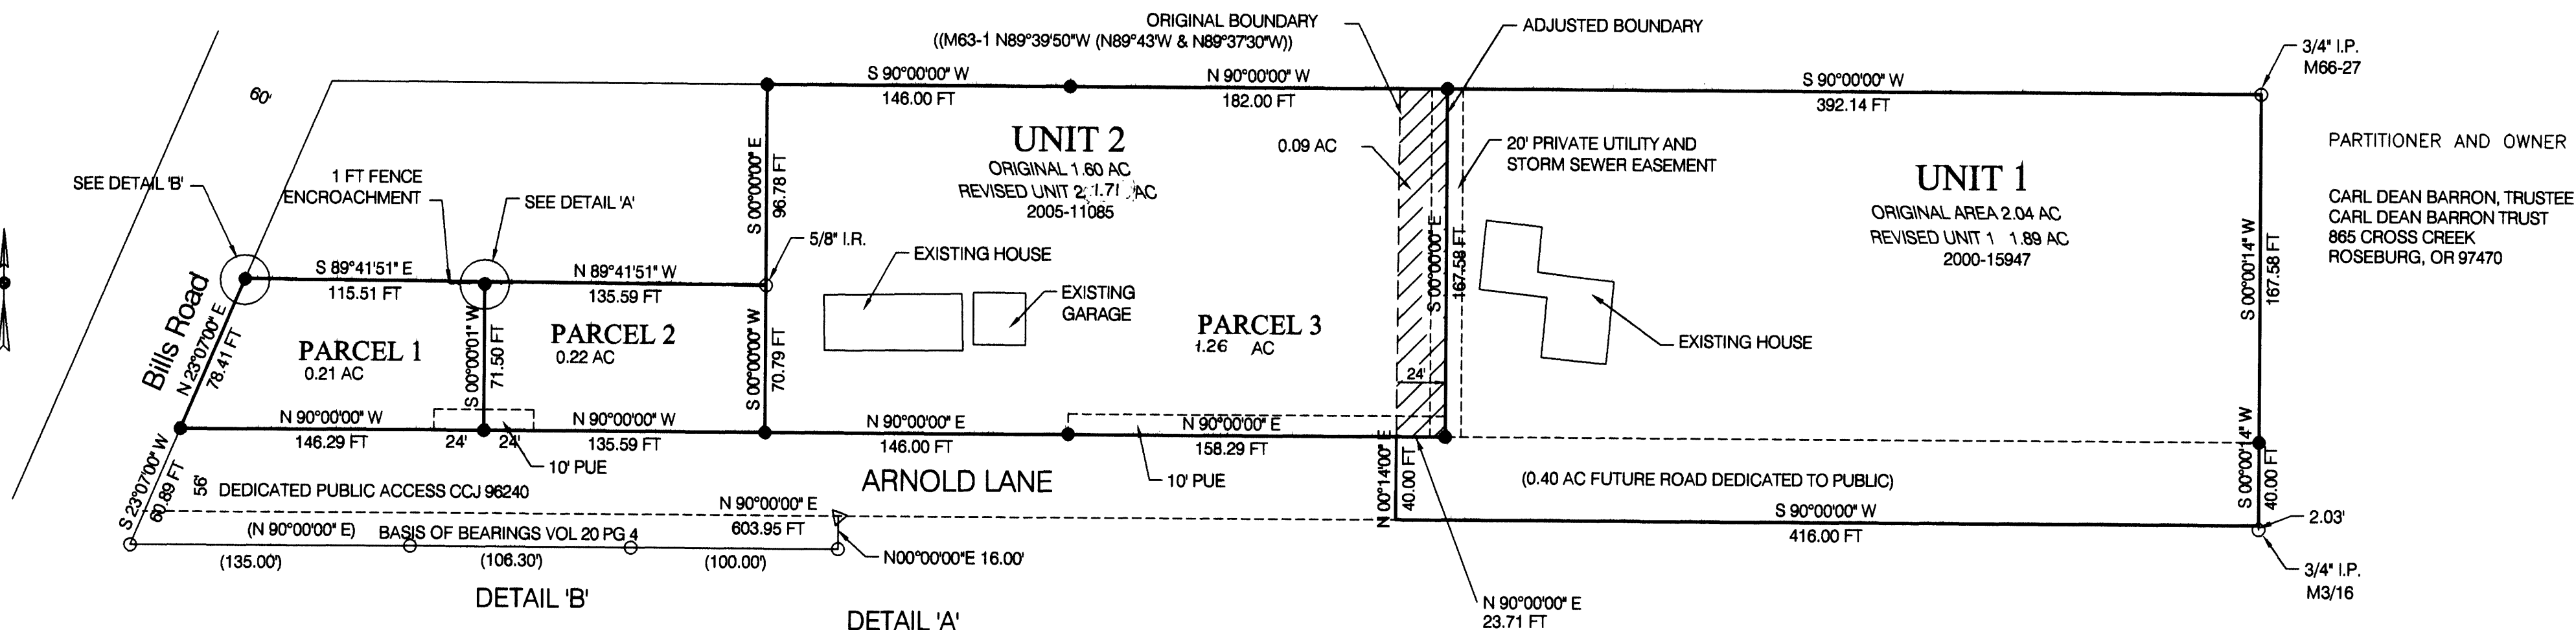 ORIGINAL BOUNDARY
((M63-1 N89°39'50"W (N89°43'W & N89°37'30"W))
ADJUSTED BOUNDARY
3/4" I.P.
M66-27
60'
S 90°00'00" W
146.00 FT
N 90°00'00" W
182.00 FT
S 90°00'00" W
392.14 FT
PARTITIONER AND OWNER
CARL DEAN BARRON, TRUSTEE
CARL DEAN BARRON TRUST
865 CROSS CREEK
ROSEBURG, OR 97470
UNIT 2
ORIGINAL 1.60 AC
REVISED UNIT 2 1.71 AC
2005-11085
0.09 AC
20' PRIVATE UTILITY AND
STORM SEWER EASEMENT
UNIT 1
ORIGINAL AREA 2.04 AC
REVISED UNIT 1 1.89 AC
2000-15947
SEE DETAIL 'B'
1 FT FENCE
ENCROACHMENT
SEE DETAIL 'A'
S 00°00'00" E
96.78 FT
5/8" I.R.
EXISTING HOUSE
EXISTING
GARAGE
S 00°00'00" E
167.58 FT
S 00°00'14" W
167.58 FT
S 89°41'51" E
115.51 FT
N 89°41'51" W
135.59 FT
Bills Road
N 23°07'00" E
78.41 FT
PARCEL 1
0.21 AC
S 00°00'01" W
71.50 FT
PARCEL 2
0.22 AC
S 00°00'00" W
70.79 FT
PARCEL 3
1.26 AC
24'
EXISTING HOUSE
N 90°00'00" W
146.29 FT
24'
24'
N 90°00'00" W
135.59 FT
N 90°00'00" E
146.00 FT
N 90°00'00" E
158.29 FT
10' PUE
10' PUE
S 23°07'00" W
60.89 FT
56'
DEDICATED PUBLIC ACCESS CCJ 96240
ARNOLD LANE
N 00°14'00" E
40.00 FT
(0.40 AC FUTURE ROAD DEDICATED TO PUBLIC)
S 00°00'14" W
40.00 FT
N 90°00'00" E
603.95 FT
S 90°00'00" W
416.00 FT
2.03'
(N 90°00'00" E)
BASIS OF BEARINGS VOL 20 PG 4
(135.00')
(106.30')
(100.00')
N00°00'00"E 16.00'
3/4" I.P.
M3/16
DETAIL 'B'
DETAIL 'A'
N 90°00'00" E
23.71 FT